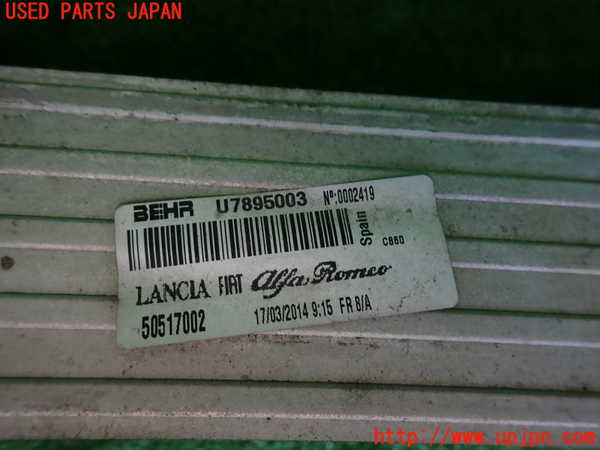 USED PARTS JAPAN
BEHR U7895003 Nº:0002419
Spain
C86D
LANCIA FIAT Alfa Romeo
50517002 17/03/2014 9:15 FR 8/A
http://www.upjpn.com/